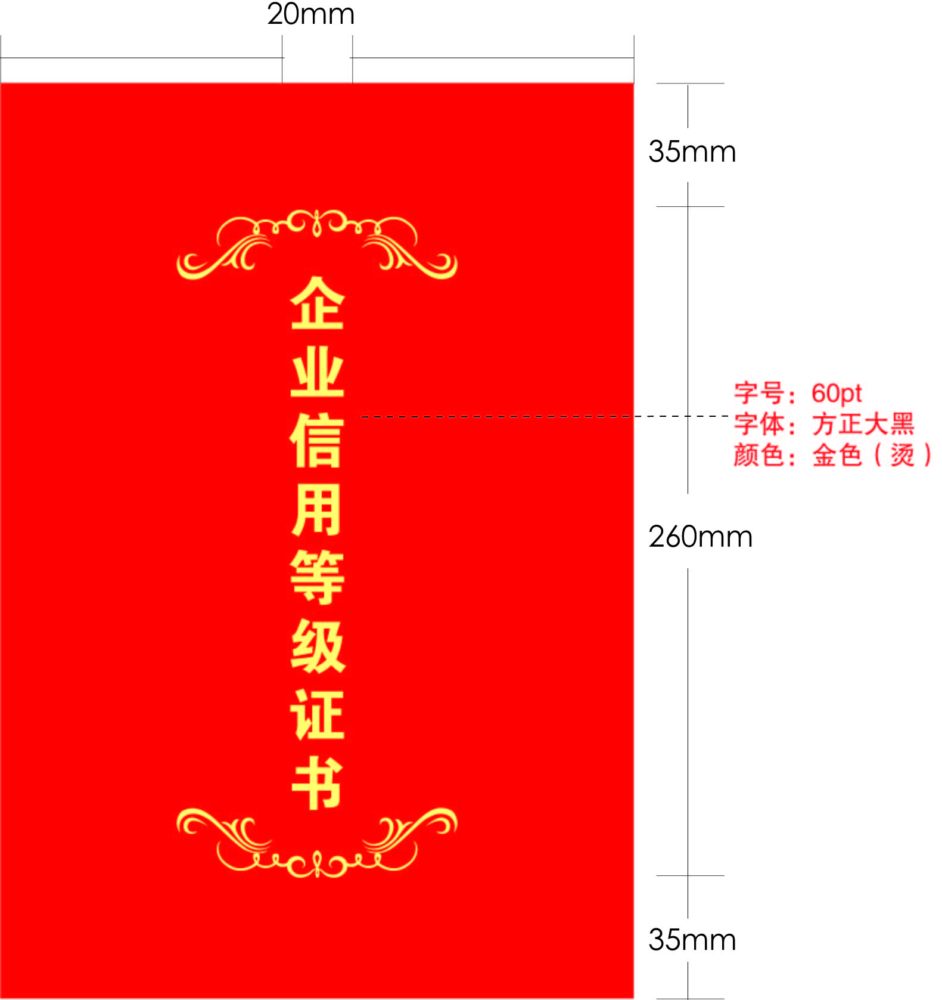 20mm
35mm
企业信用等级证书
字号：60pt
字体：方正大黑
颜色：金色（烫）
260mm
35mm